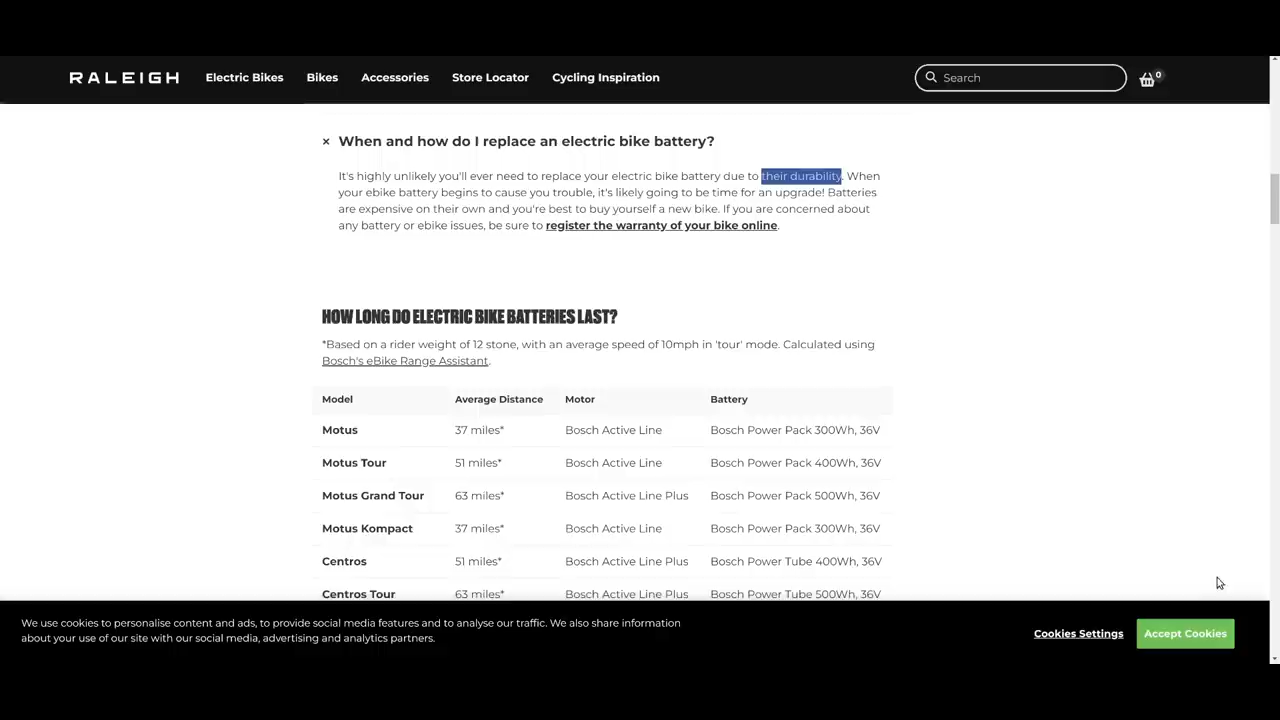 RALEIGH Electric Bikes Bikes Accessories Store Locator Cycling Inspiration Search 0
× When and how do I replace an electric bike battery?
It's highly unlikely you'll ever need to replace your electric bike battery due to their durability. When
your ebike battery begins to cause you trouble, it's likely going to be time for an upgrade! Batteries
are expensive on their own and you're best to buy yourself a new bike. If you are concerned about
any battery or ebike issues, be sure to register the warranty of your bike online.
HOW LONG DO ELECTRIC BIKE BATTERIES LAST?
*Based on a rider weight of 12 stone, with an average speed of 10mph in 'tour' mode. Calculated using
Bosch's eBike Range Assistant.
Model Average Distance Motor Battery
Motus 37 miles* Bosch Active Line Bosch Power Pack 300Wh, 36V
Motus Tour 51 miles* Bosch Active Line Bosch Power Pack 400Wh, 36V
Motus Grand Tour 63 miles* Bosch Active Line Plus Bosch Power Pack 500Wh, 36V
Motus Kompact 37 miles* Bosch Active Line Bosch Power Pack 300Wh, 36V
Centros 51 miles* Bosch Active Line Plus Bosch Power Tube 400Wh, 36V
Centros Tour 63 miles* Bosch Active Line Plus Bosch Power Tube 500Wh, 36V
We use cookies to personalise content and ads, to provide social media features and to analyse our traffic. We also share information
about your use of our site with our social media, advertising and analytics partners.
Cookies Settings Accept Cookies